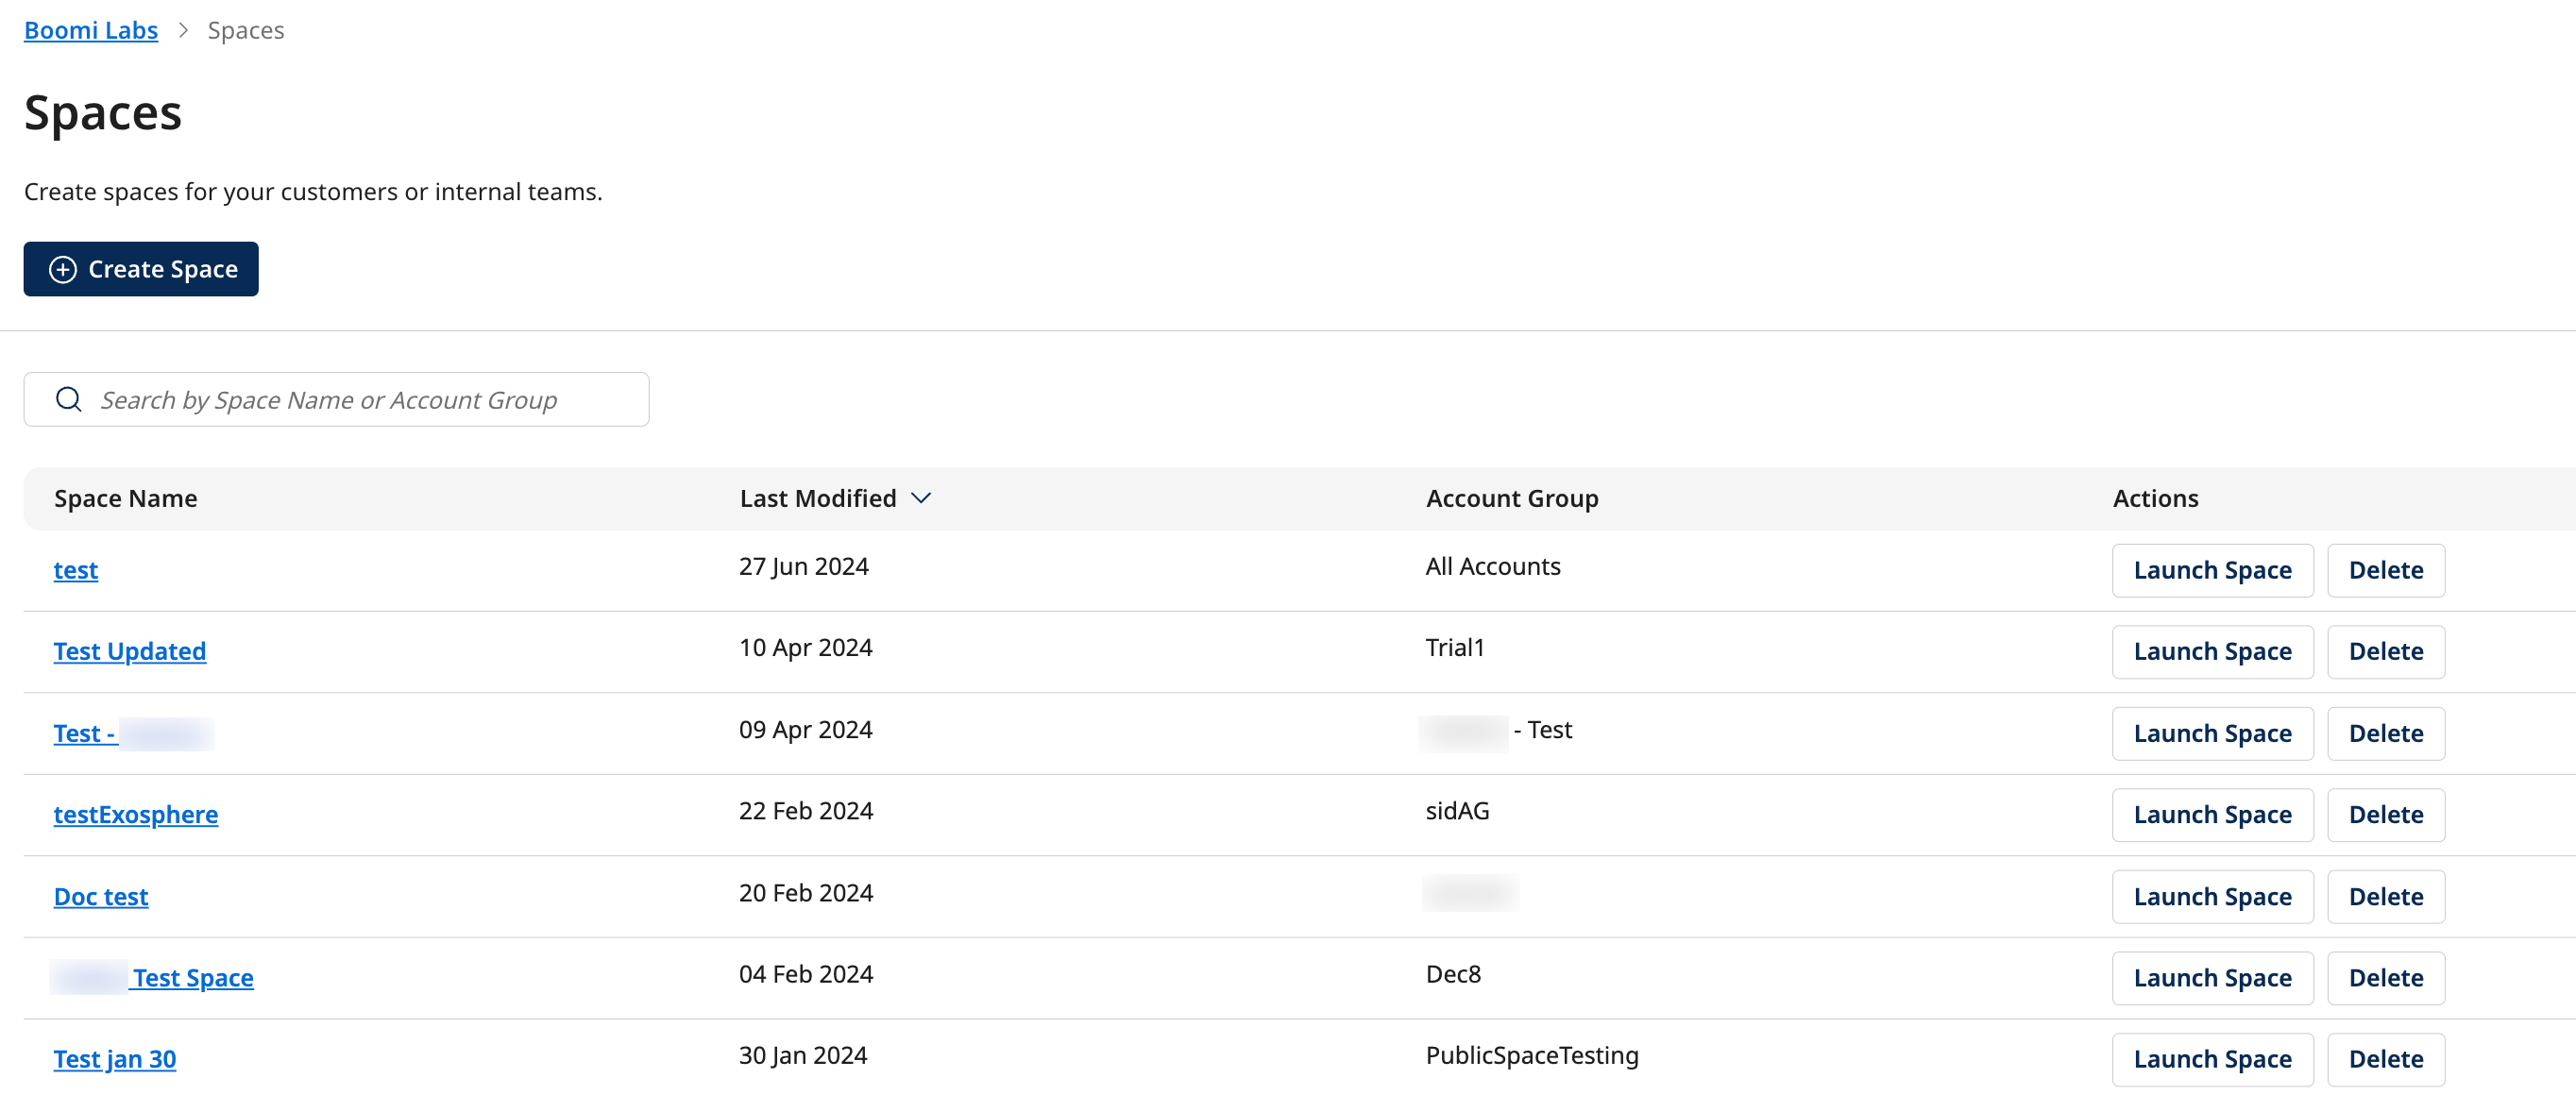 Boomi Labs > Spaces
Spaces
Create spaces for your customers or internal teams.
Create Space
Search by Space Name or Account Group
Space Name Last Modified Account Group Actions
test 27 Jun 2024 All Accounts Launch Space Delete
Test Updated 10 Apr 2024 Trial1 Launch Space Delete
Test - 09 Apr 2024 - Test Launch Space Delete
testExosphere 22 Feb 2024 sidAG Launch Space Delete
Doc test 20 Feb 2024 Launch Space Delete
Test Space 04 Feb 2024 Dec8 Launch Space Delete
Test jan 30 30 Jan 2024 PublicSpaceTesting Launch Space Delete